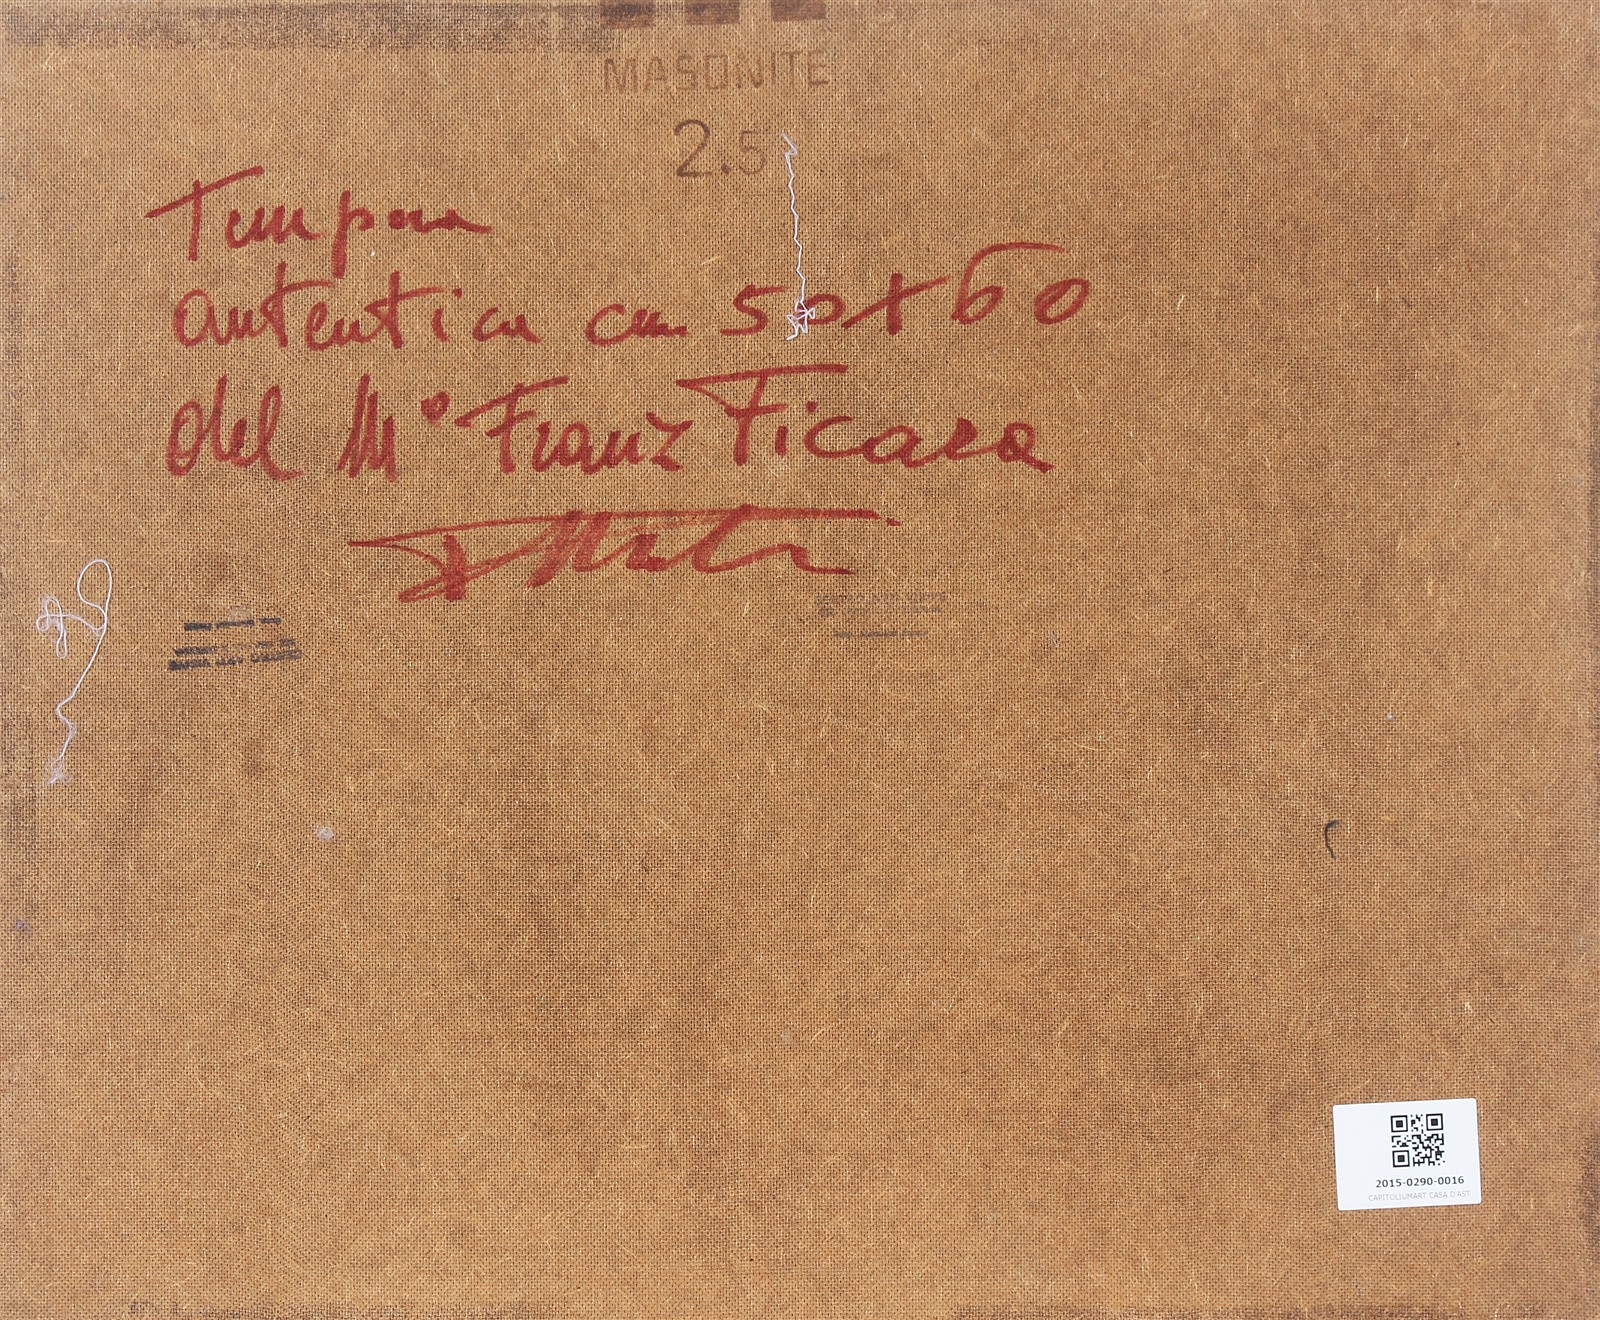 MASONITE
2.5
Tempera
autentica cm 50x60
del M° Franz Ficara
2015-0290-0016
CAPITOLIUMART CASA D'AST